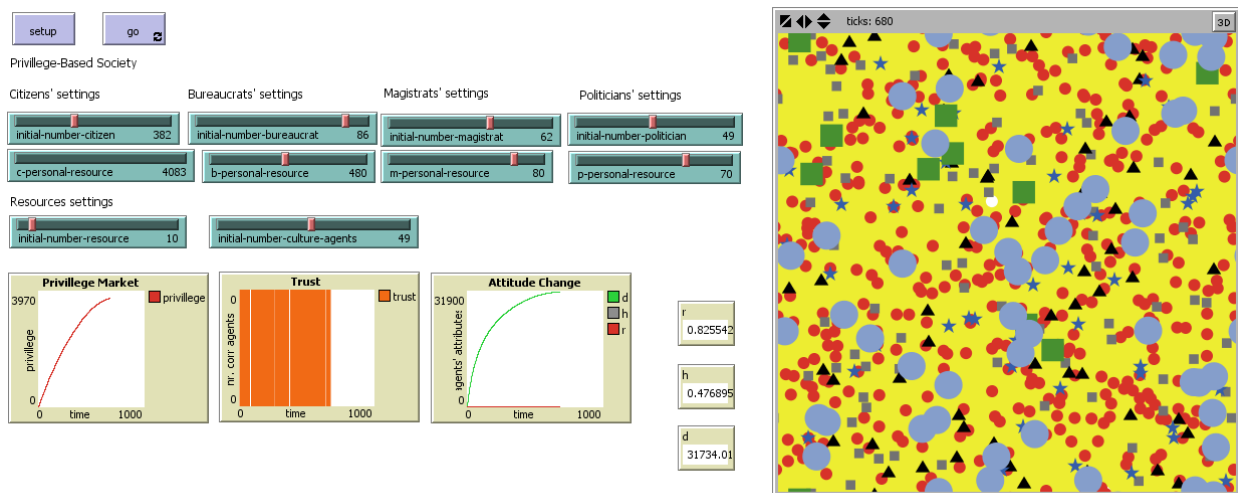 setup
go
Privillege-Based Society
Citizens' settings
Bureaucrats' settings
Magistrats' settings
Politicians' settings
initial-number-citizen 382
initial-number-bureaucrat 86
initial-number-magistrat 62
initial-number-politician 49
c-personal-resource 4083
b-personal-resource 480
m-personal-resource 80
p-personal-resource 70
Resources settings
initial-number-resource 10
initial-number-culture-agents 49
Privillege Market
3970
privillege
0
0 time 1000
privillege
Trust
0
nr. corr agents
0
0 time 1000
trust
Attitude Change
31900
agents' attributes
0
0 time 1000
d
h
r
r
0.825542
h
0.476895
d
31734.01
ticks: 680
3D